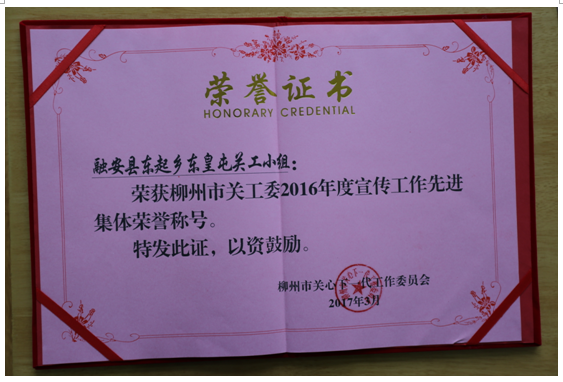 荣誉证书
HONORARY CREDENTIAL
融安县东起乡东皇屯关工小组：
荣获柳州市关工委2016年度宣传工作先进
集体荣誉称号。
特发此证，以资鼓励。
柳州市关心下一代工作委员会
2017年3月